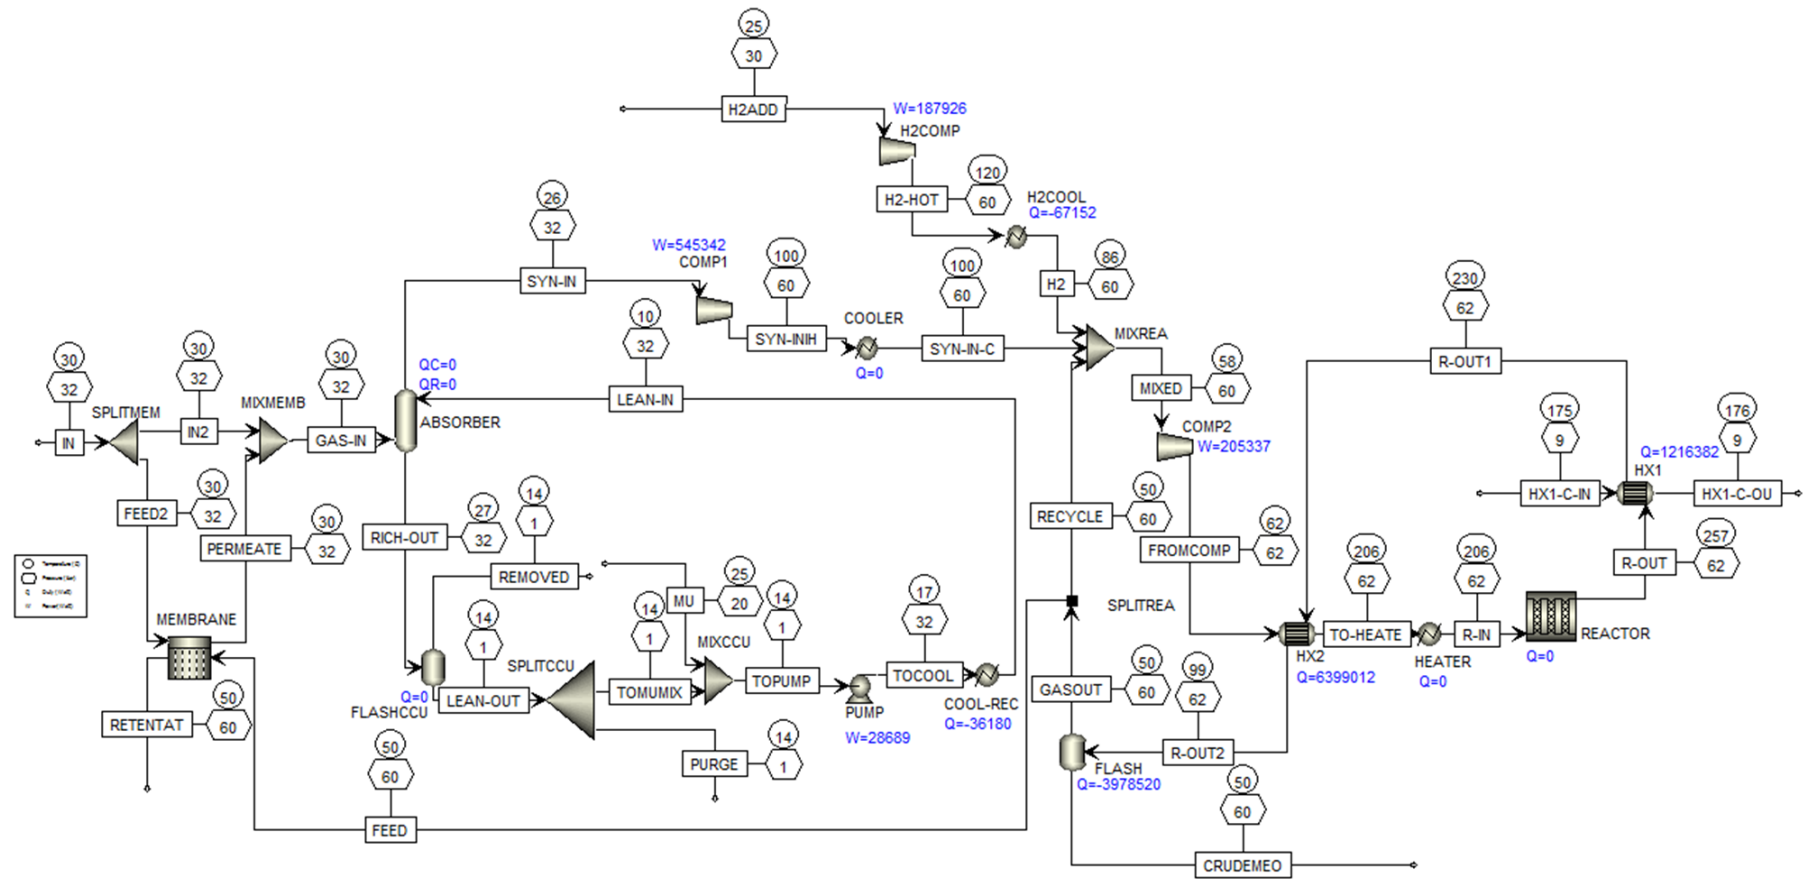 25
30
H2ADD
W=187926
H2COMP
120
60
H2-HOT
H2COOL
Q=-67152
26
32
SYN-IN
W=545342
COMP1
100
60
SYN-INIH
COOLER
Q=0
100
60
SYN-IN-C
86
60
H2
MIXREA
230
62
R-OUT1
10
32
LEAN-IN
58
60
MIXED
COMP2
W=205337
30
32
IN
SPLITMEM
30
32
IN2
MIXMEMB
30
32
GAS-IN
QC=0
QR=0
ABSORBER
175
9
HX1-C-IN
Q=1216382
HX1
176
9
HX1-C-OU
FEED2
30
32
PERMEATE
30
32
RICH-OUT
27
32
14
1
REMOVED
RECYCLE
50
60
FROMCOMP
62
62
257
62
R-OUT
MEMBRANE
RETENTAT
50
60
FLASHCCU
Q=0
14
1
LEAN-OUT
SPLITCCU
14
1
TOMUMIX
MU
25
20
MIXCCU
14
1
TOPUMP
PUMP
W=28689
17
32
TOCOOL
COOL-REC
Q=-36180
SPLITREA
GASOUT
50
60
HX2
Q=6399012
206
62
TO-HEATE
HEATER
Q=0
206
62
R-IN
REACTOR
Q=0
99
62
R-OUT2
FLASH
Q=-3978520
PURGE
14
1
50
60
FEED
50
60
CRUDEMEO